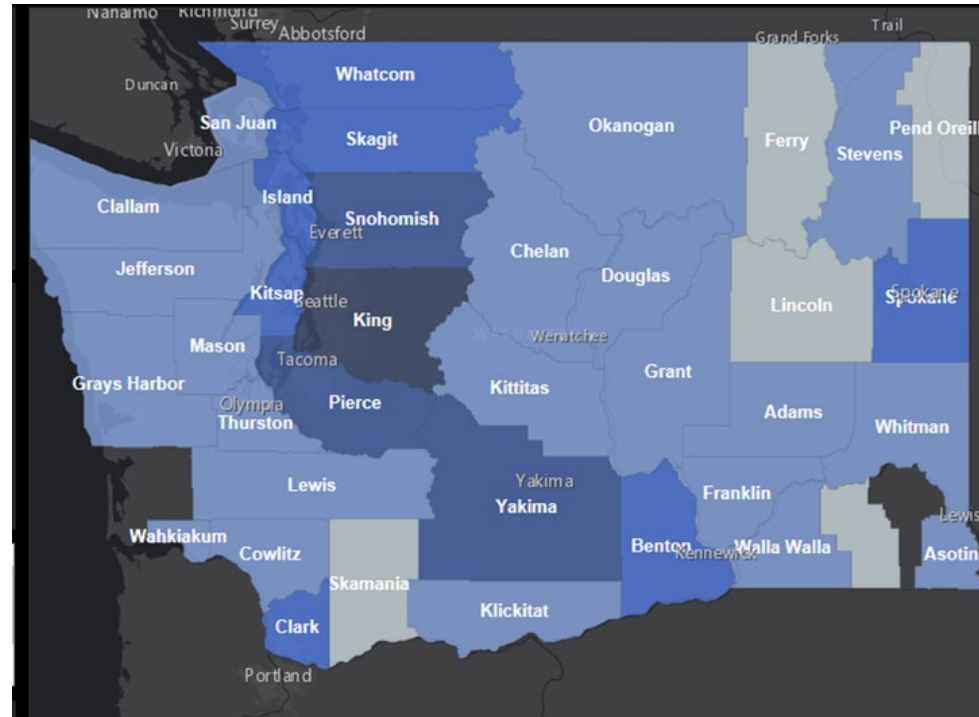 Nanaimo
Richmond
Surrey
Abbotsford
Grand Forks
Trail
Whatcom
Duncan
San Juan
Skagit
Okanogan
Ferry
Pend Oreill
Stevens
Victoria
Clallam
Island
Snohomish
Everett
Chelan
Douglas
Jefferson
Kitsap
Seattle
King
Lincoln
Spokane
Spokane
Mason
Wenatchee
Tacoma
Grays Harbor
Kittitas
Grant
Olympia
Pierce
Adams
Thurston
Whitman
Lewis
Yakima
Yakima
Franklin
Lewis
Wahkiakum
Cowlitz
Benton
Kennewick
Walla Walla
Asotin
Skamania
Klickitat
Clark
Portland